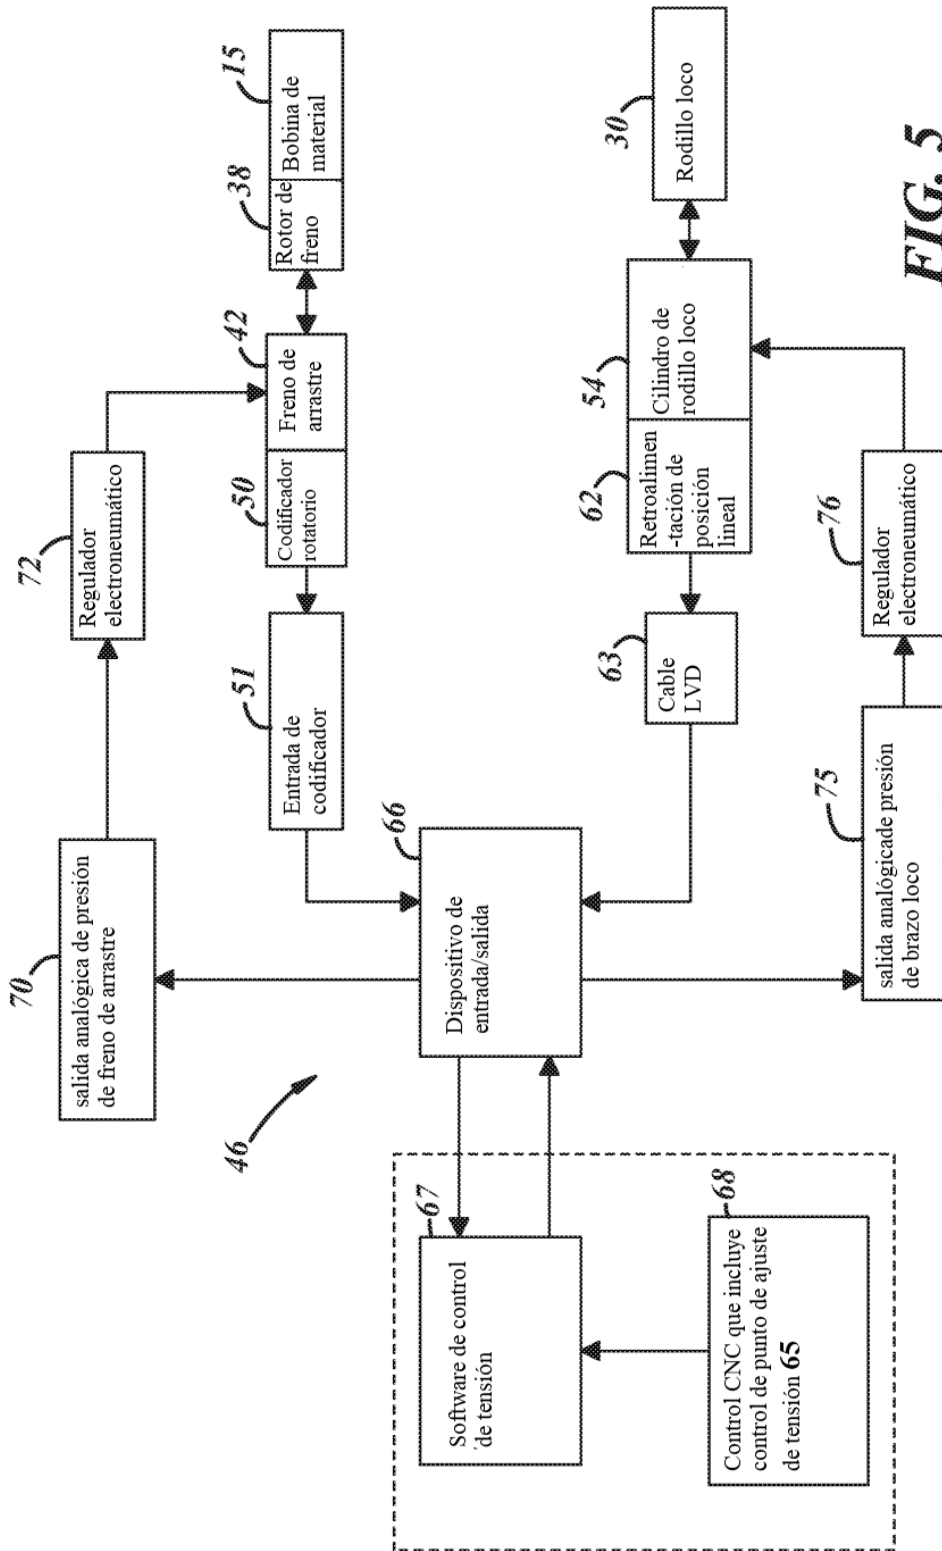 70
salida analógica de presión
de freno de arrastre
72
Regulador
electroneumático
46
51
Entrada de
codificador
50
Codificador
rotatorio
42
Freno de
arrastre
38
Rotor de
freno
15
Bobina de
material
67
Software de control
de tensión
66
Dispositivo de
entrada/salida
68
Control CNC que incluye
control de punto de ajuste
de tensión 65
63
Cable
LVD
62
Retroalimen
-tación de
posición
lineal
54
Cilindro de
rodillo loco
30
Rodillo loco
75
salida analógicade presión
de brazo loco
76
Regulador
electroneumático
FIG. 5